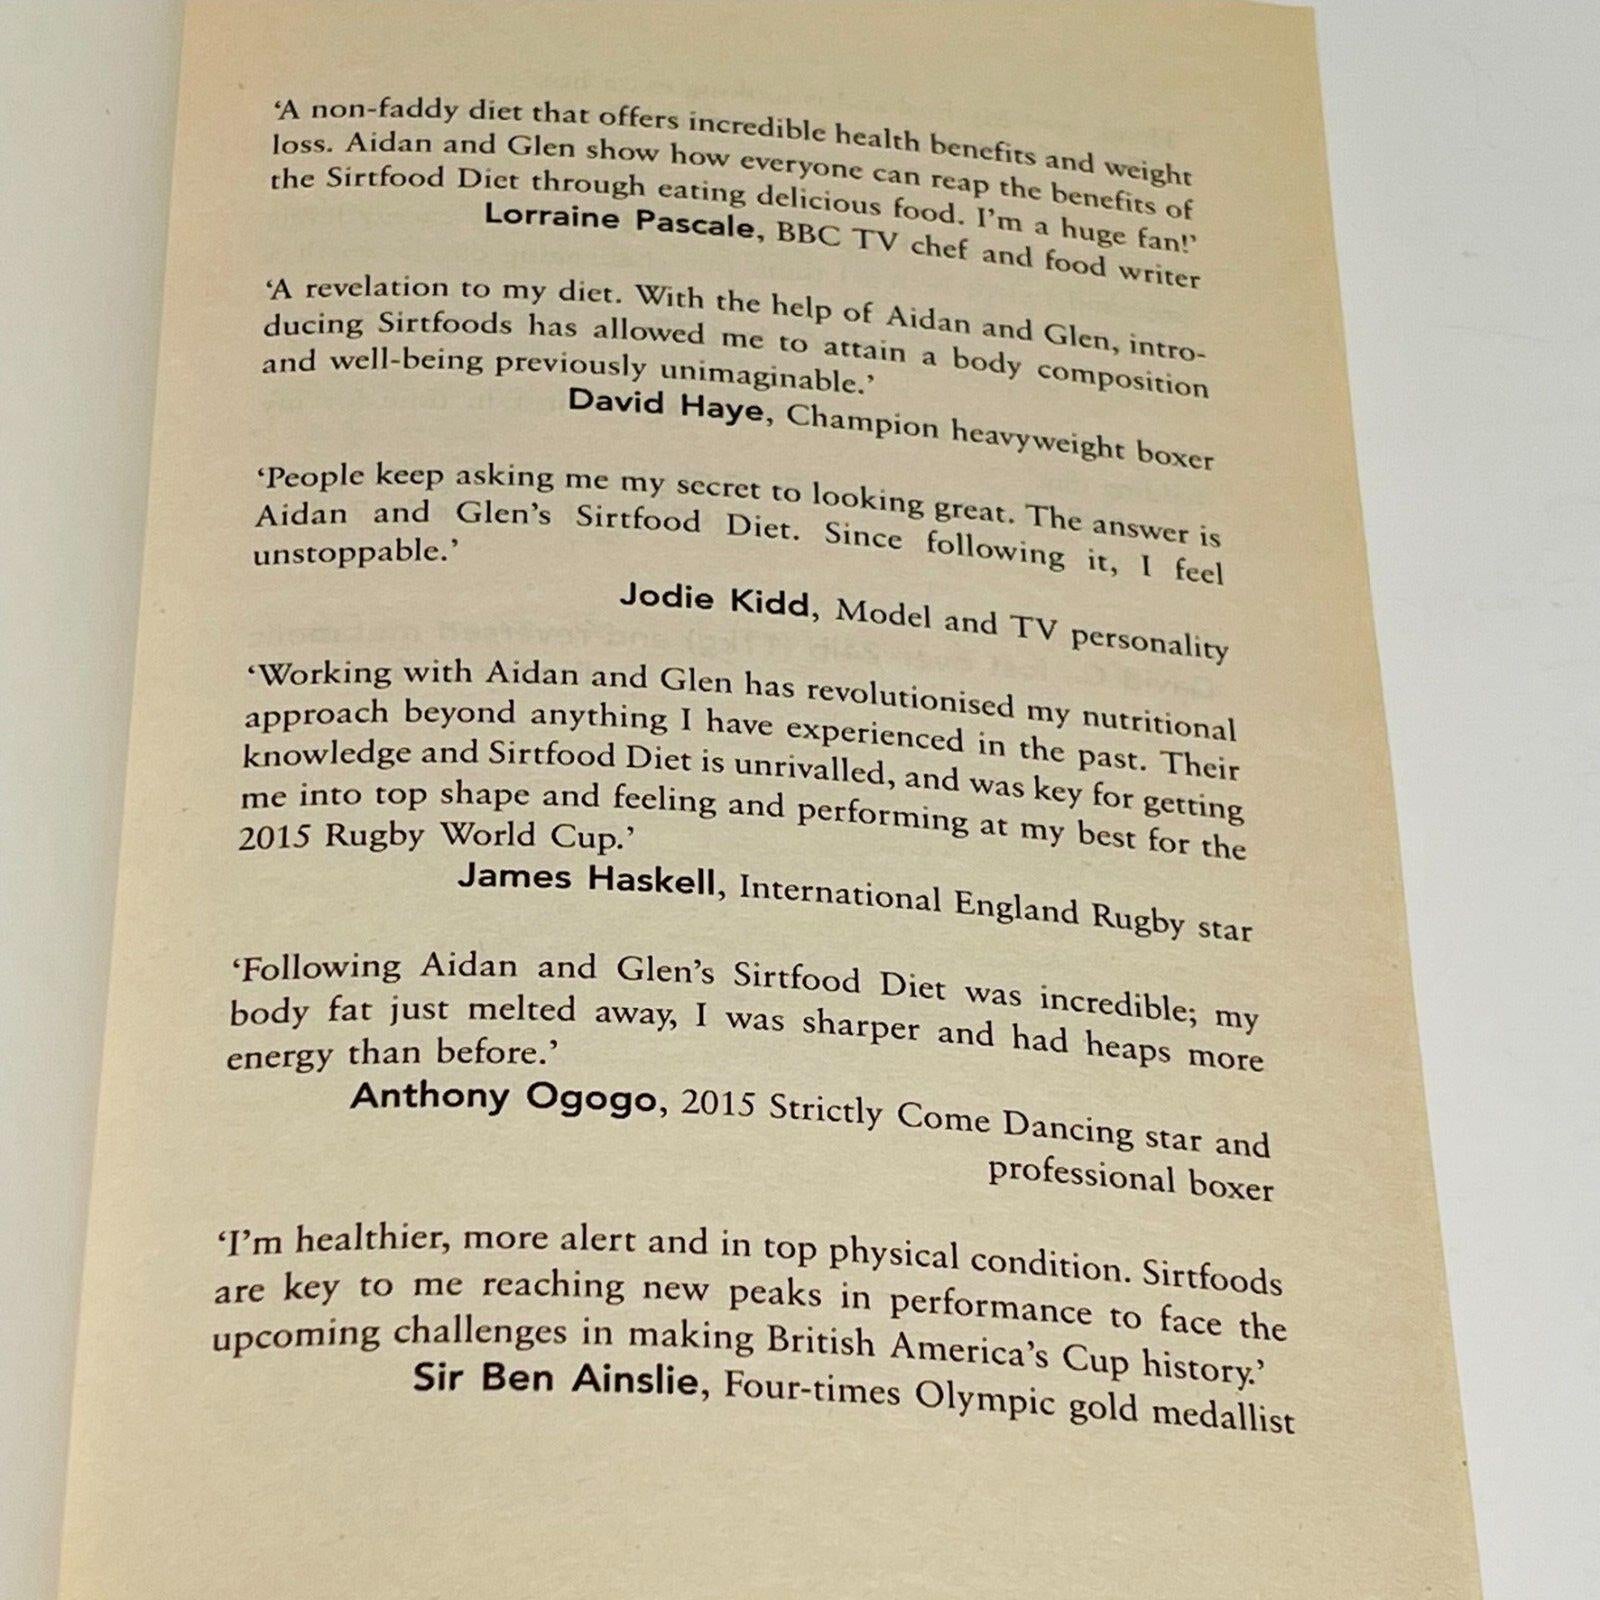 ‘A non-faddy diet that offers incredible health benefits and weight
loss. Aidan and Glen show how everyone can reap the benefits of
the Sirtfood Diet through eating delicious food. I’m a huge fan!’
Lorraine Pascale, BBC TV chef and food writer
‘A revelation to my diet. With the help of Aidan and Glen, intro-
ducing Sirtfoods has allowed me to attain a body composition
and well-being previously unimaginable.’
David Haye, Champion heavyweight boxer
‘People keep asking me my secret to looking great. The answer is
Aidan and Glen’s Sirtfood Diet. Since following it, I feel
unstoppable.’
Jodie Kidd, Model and TV personality
‘Working with Aidan and Glen has revolutionised my nutritional
approach beyond anything I have experienced in the past. Their
knowledge and Sirtfood Diet is unrivalled, and was key for getting
me into top shape and feeling and performing at my best for the
2015 Rugby World Cup.’
James Haskell, International England Rugby star
‘Following Aidan and Glen’s Sirtfood Diet was incredible; my
body fat just melted away, I was sharper and had heaps more
energy than before.’
Anthony Ogogo, 2015 Strictly Come Dancing star and
professional boxer
‘I’m healthier, more alert and in top physical condition. Sirtfoods
are key to me reaching new peaks in performance to face the
upcoming challenges in making British America’s Cup history.’
Sir Ben Ainslie, Four-times Olympic gold medallist